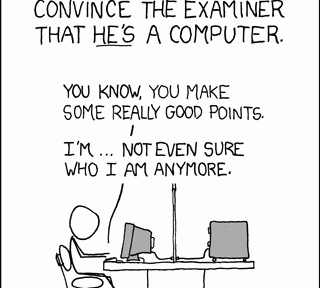 CONVINCE THE EXAMINER
THAT HE'S A COMPUTER.
YOU KNOW, YOU MAKE
SOME REALLY GOOD POINTS.
I'M ... NOT EVEN SURE
WHO I AM ANYMORE.